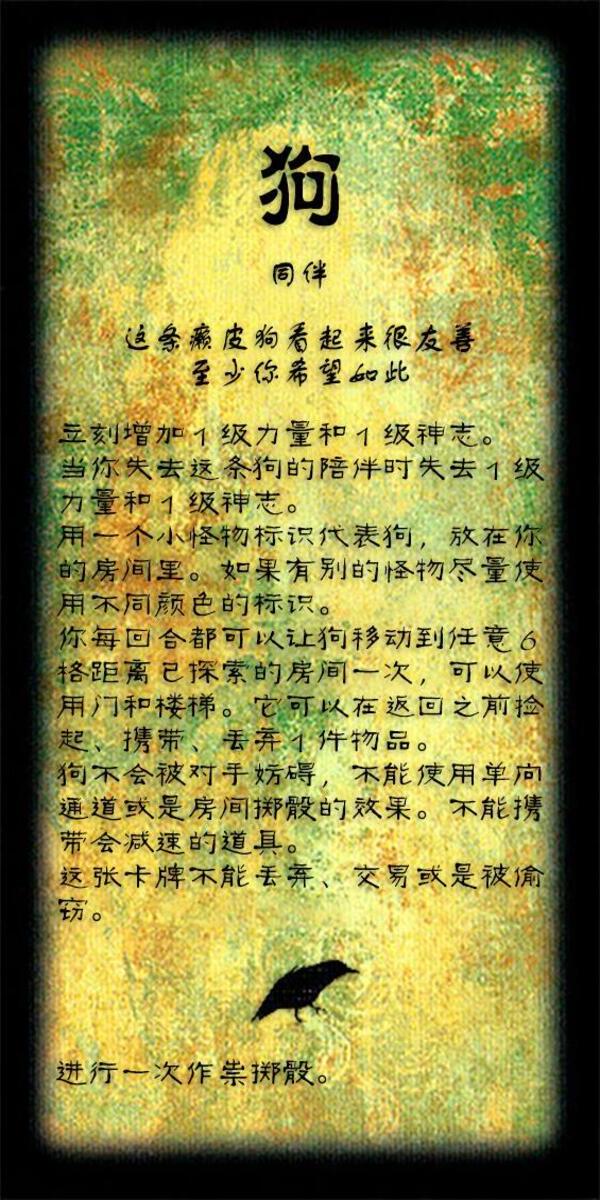 狗
同伴
这条癞皮狗看起来很友善
至少你希望如此
立刻增加1级力量和1级神志。
当你失去这条狗的陪伴时失去1级
力量和1级神志。
用一个小怪物标识代表狗，放在你
的房间里。如果有别的怪物尽量使
用不同颜色的标识。
你每回合都可以让狗移动到任意6
格距离已探索的房间一次，可以使
用门和楼梯。它可以在返回之前捡
起、携带、丢弃1件物品。
狗不会被对手妨碍，不能使用单向
通道或是房间掷骰的效果。不能携
带会减速的道具。
这张卡牌不能丢弃、交易或是被偷
窃。
进行一次作祟掷骰。